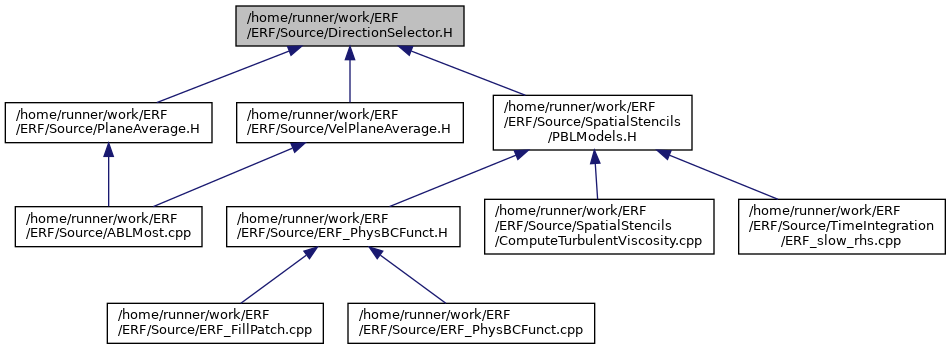 /home/runner/work/ERF
/ERF/Source/DirectionSelector.H
/home/runner/work/ERF
/ERF/Source/PlaneAverage.H
/home/runner/work/ERF
/ERF/Source/VelPlaneAverage.H
/home/runner/work/ERF
/ERF/Source/SpatialStencils
/PBLModels.H
/home/runner/work/ERF
/ERF/Source/ABLMost.cpp
/home/runner/work/ERF
/ERF/Source/ERF_PhysBCFunct.H
/home/runner/work/ERF
/ERF/Source/SpatialStencils
/ComputeTurbulentViscosity.cpp
/home/runner/work/ERF
/ERF/Source/TimeIntegration
/ERF_slow_rhs.cpp
/home/runner/work/ERF
/ERF/Source/ERF_FillPatch.cpp
/home/runner/work/ERF
/ERF/Source/ERF_PhysBCFunct.cpp